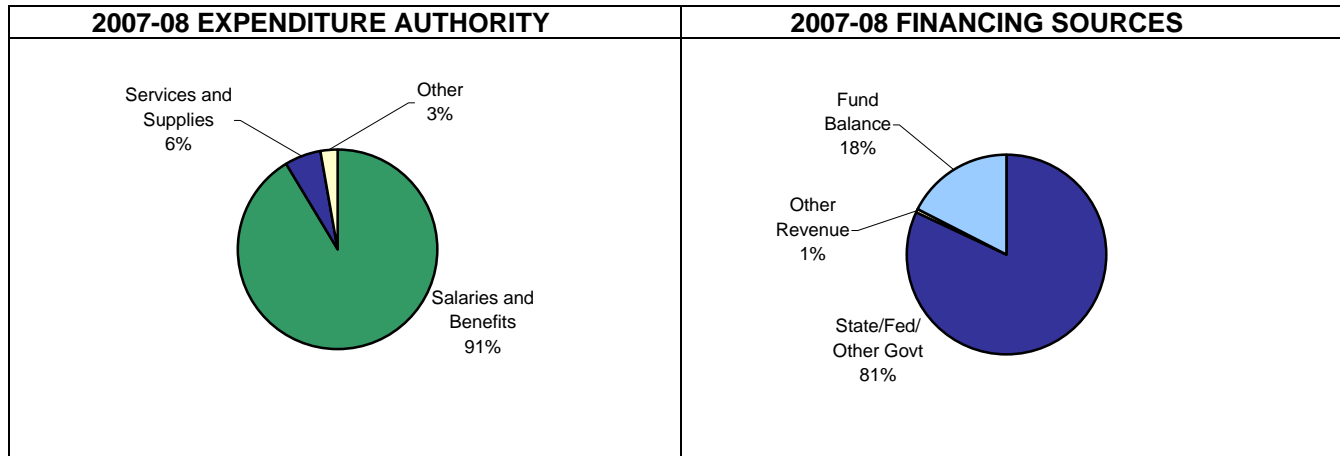 2007-08 EXPENDITURE AUTHORITY
Services and
Supplies
6%
Other
3%
Salaries and
Benefits
91%
2007-08 FINANCING SOURCES
Fund
Balance
18%
Other
Revenue
1%
State/Fed/
Other Govt
81%